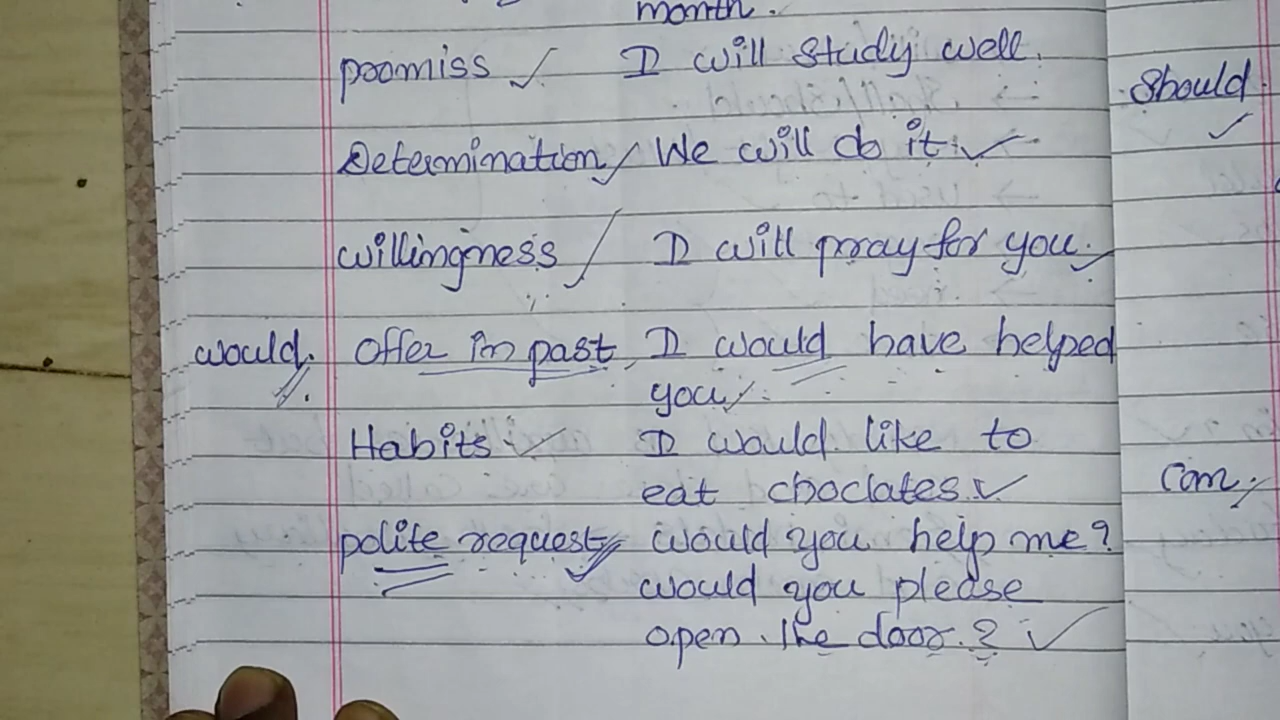 month.
poomiss I will study well.
Determination, We will do it.
willingness I will pray for you.
would. offer in past, I would have helped
you.
Habits. I would like to
eat choclates.
polite request, would you help me?
would you please
open the door.?
Should.
Can,